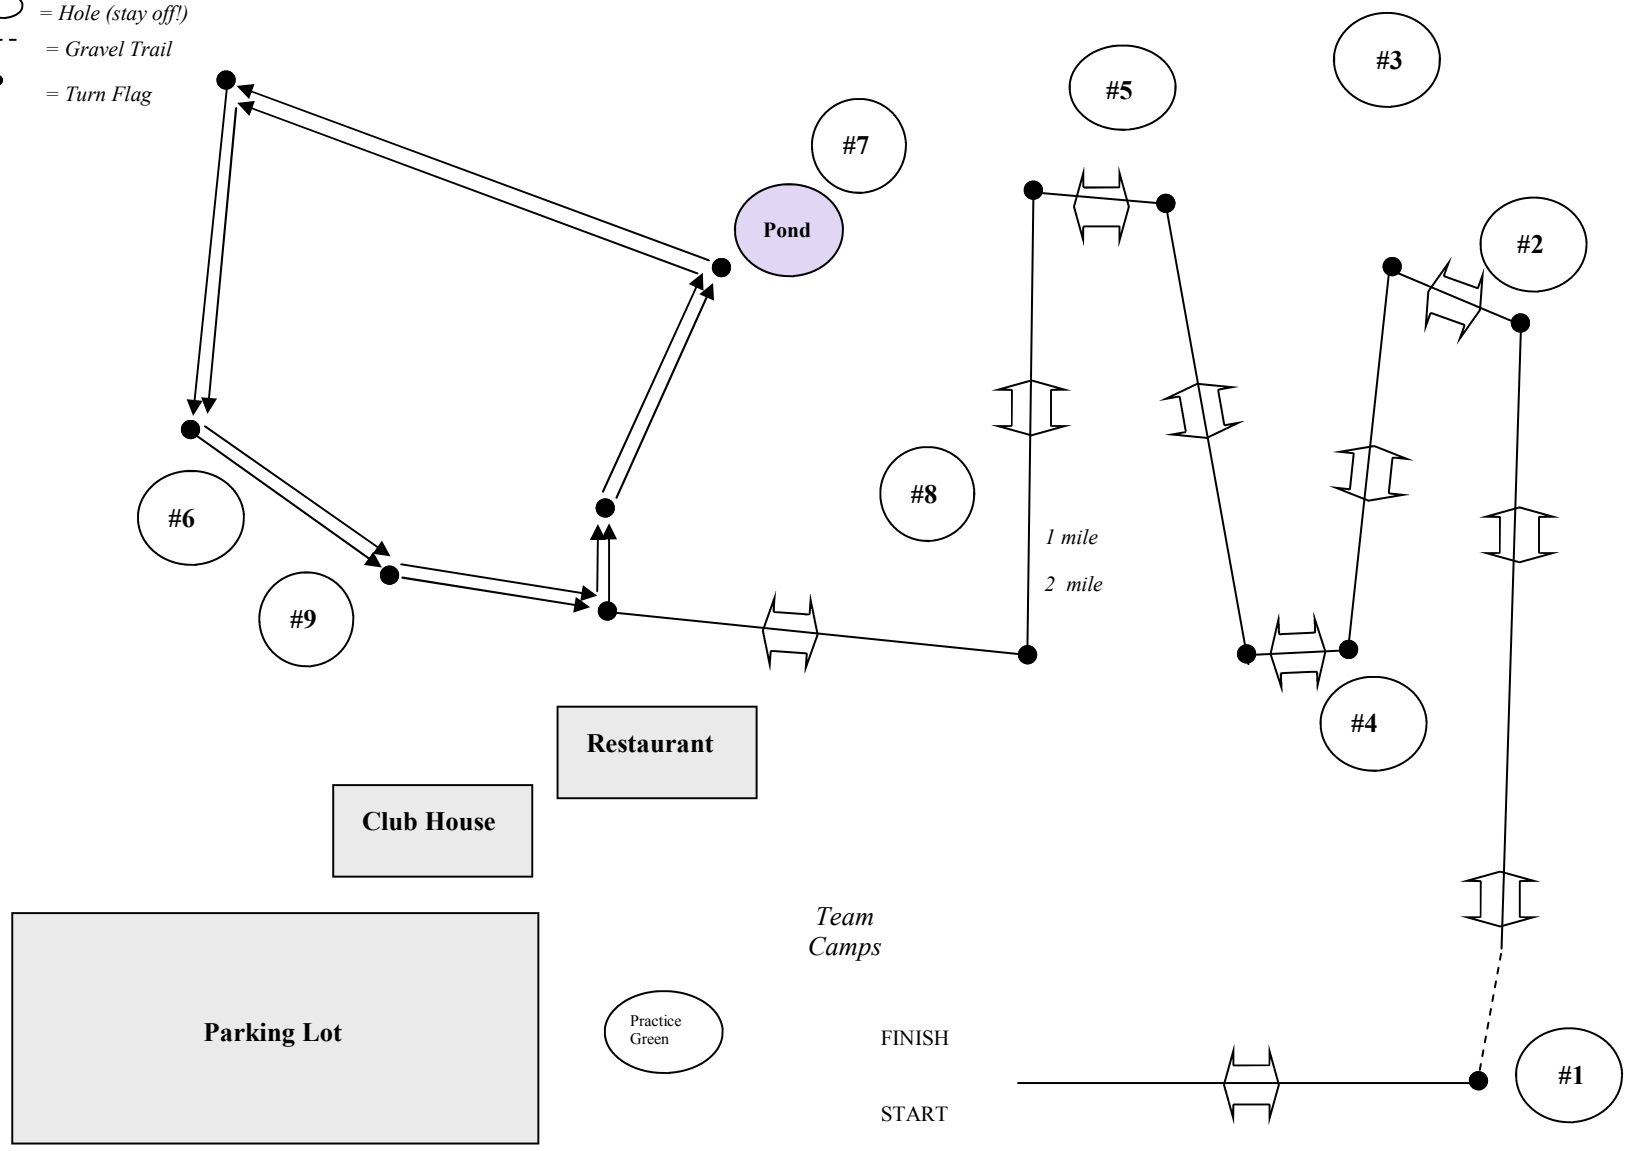 = Hole (stay off!)
= Gravel Trail
= Turn Flag
#3
#5
#7
Pond
#2
#8
#6
1 mile
2 mile
#9
#4
Restaurant
Club House
Team
Camps
Parking Lot
Practice
Green
FINISH
#1
START